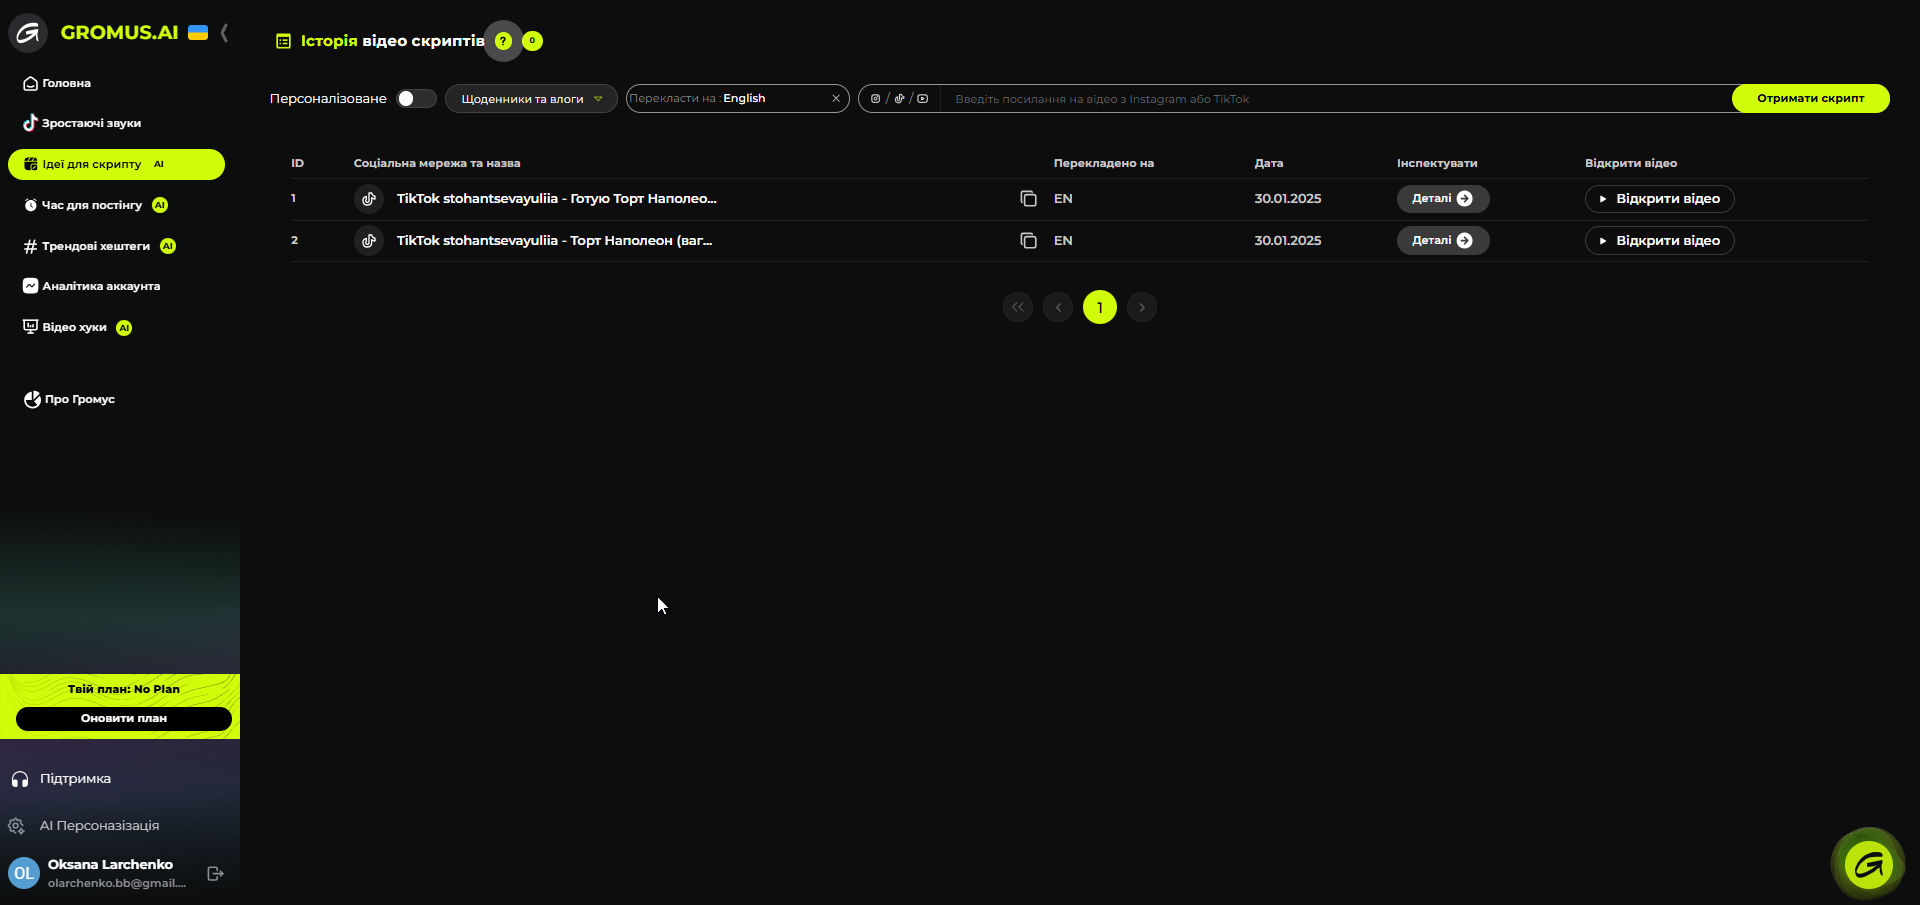 GROMUS.AI
Головна
Зростаючі звуки
Ідеї для скрипту AI
Час для постінгу AI
Трендові хештеги AI
Аналітика аккаунта
Відео хуки AI
Про Громус
Твій план: No Plan
Оновити план
Підтримка
AI Персоназізація
OL
Oksana Larchenko
olarchenko.bb@gmail....
Історія відео скриптів ? 0
Персоналізоване
Щоденники та влоги
Перекласти на : English
/ /
Введіть посилання на відео з Instagram або TikTok
Отримати скрипт
ID Соціальна мережа та назва Перекладено на Дата Інспектувати Відкрити відео
1 TikTok stohantsevayuliia - Готую Торт Наполео... EN 30.01.2025 Деталі Відкрити відео
2 TikTok stohantsevayuliia - Торт Наполеон (ваг... EN 30.01.2025 Деталі Відкрити відео
1